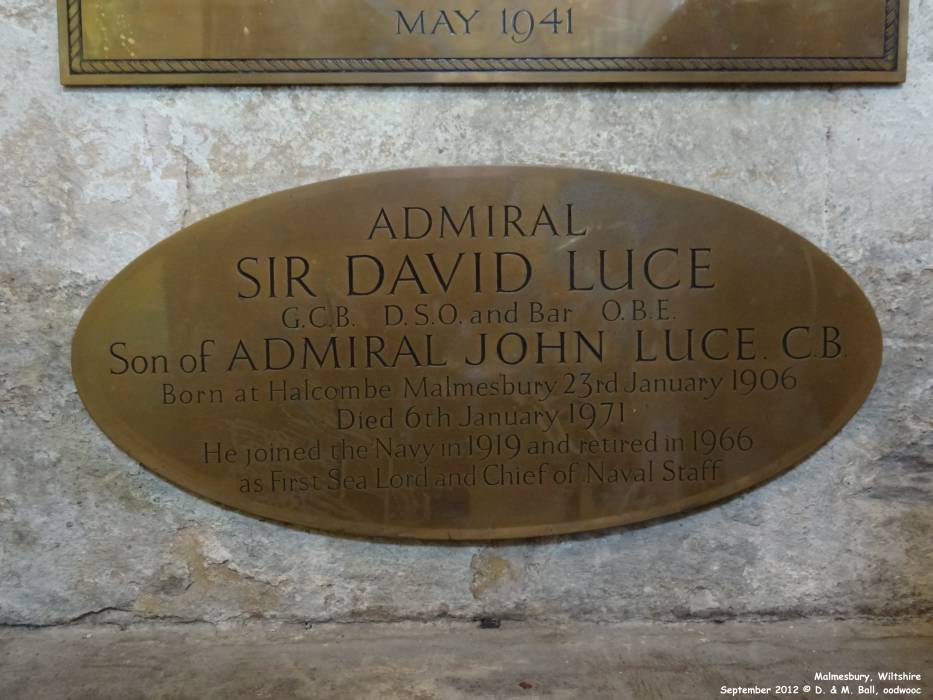 MAY 1941
ADMIRAL
SIR DAVID LUCE
G.C.B. D.S.O. and Bar O.B.E.
Son of ADMIRAL JOHN LUCE. C.B.
Born at Halcombe Malmesbury 23rd January 1906
Died 6th January 1971
He joined the Navy in 1919 and retired in 1966
as First Sea Lord and Chief of Naval Staff
Malmesbury, Wiltshire
September 2012 © D. & M. Ball, oodwooc